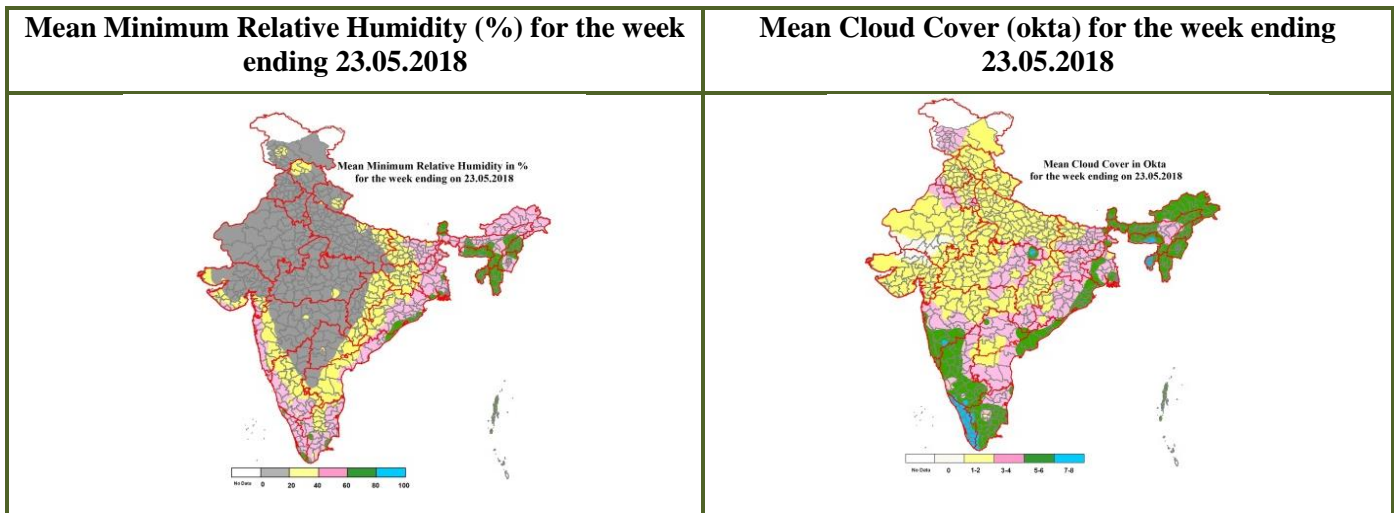 Mean Minimum Relative Humidity (%) for the week
ending 23.05.2018
Mean Cloud Cover (okta) for the week ending
23.05.2018
Mean Minimum Relative Humidity in %
for the week ending on 23.05.2018
No Data 0 20 40 60 80 100
Mean Cloud Cover in Okta
for the week ending on 23.05.2018
No Data 0 1-2 3-4 5-6 7-8